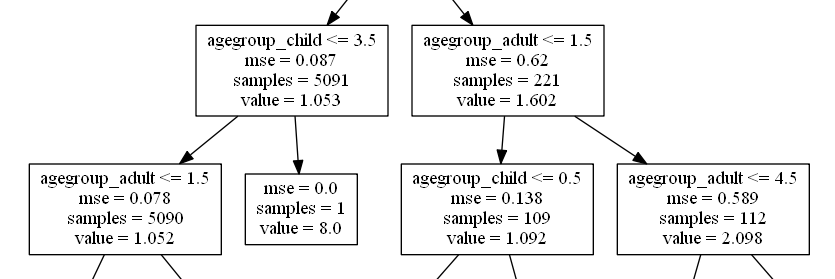 agegroup_child <= 3.5
mse = 0.087
samples = 5091
value = 1.053
agegroup_adult <= 1.5
mse = 0.62
samples = 221
value = 1.602
agegroup_adult <= 1.5
mse = 0.078
samples = 5090
value = 1.052
mse = 0.0
samples = 1
value = 8.0
agegroup_child <= 0.5
mse = 0.138
samples = 109
value = 1.092
agegroup_adult <= 4.5
mse = 0.589
samples = 112
value = 2.098